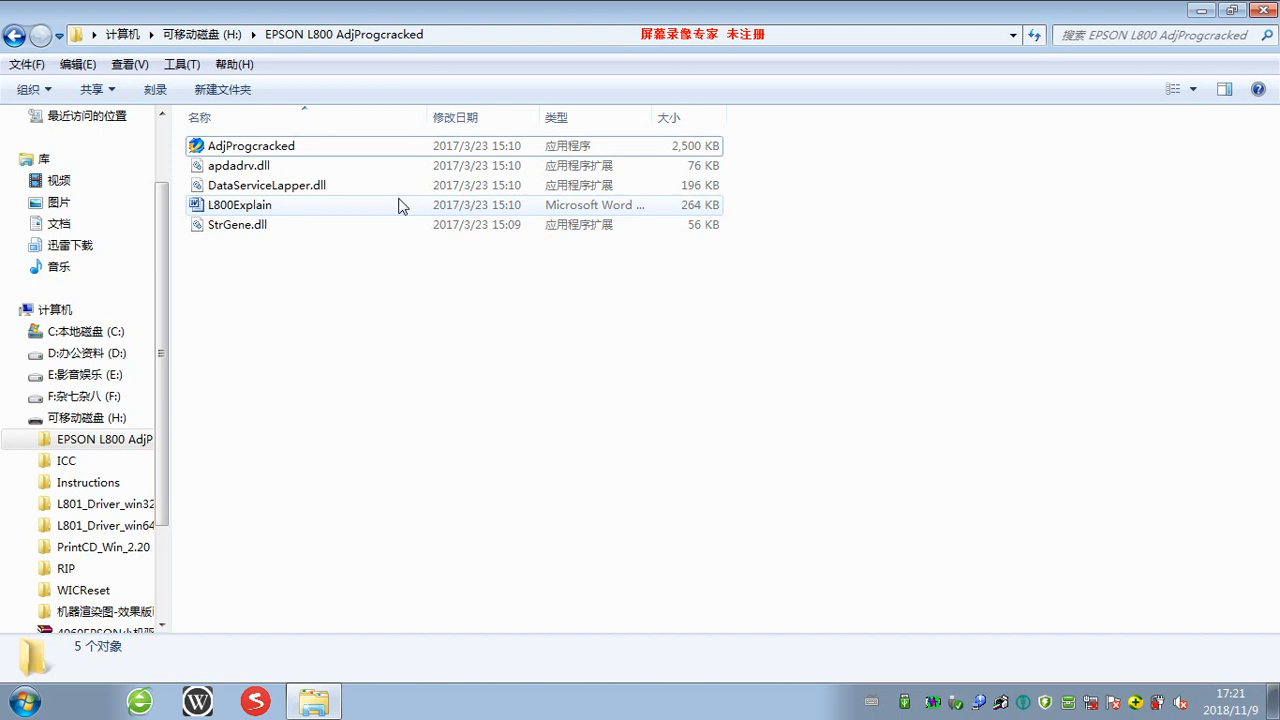 计算机 ▸ 可移动磁盘 (H:) ▸ EPSON L800 AdjProgcracked
屏幕录像专家 未注册
搜索 EPSON L800 AdjProgcracked
文件(F) 编辑(E) 查看(V) 工具(T) 帮助(H)
组织 共享 刻录 新建文件夹
名称 修改日期 类型 大小
AdjProgcracked 2017/3/23 15:10 应用程序 2,500 KB
apdadrv.dll 2017/3/23 15:10 应用程序扩展 76 KB
DataServiceLapper.dll 2017/3/23 15:10 应用程序扩展 196 KB
L800Explain 2017/3/23 15:10 Microsoft Word ... 264 KB
StrGene.dll 2017/3/23 15:09 应用程序扩展 56 KB
最近访问的位置
库
视频
图片
文档
迅雷下载
音乐
计算机
C:本地磁盘 (C:)
D:办公资料 (D:)
E:影音娱乐 (E:)
F:杂七杂八 (F:)
可移动磁盘 (H:)
EPSON L800 AdjP
ICC
Instructions
L801_Driver_win32
L801_Driver_win64
PrintCD_Win_2.20
RIP
WICReset
机器渲染图-效果版
5 个对象
17:21
2018/11/9